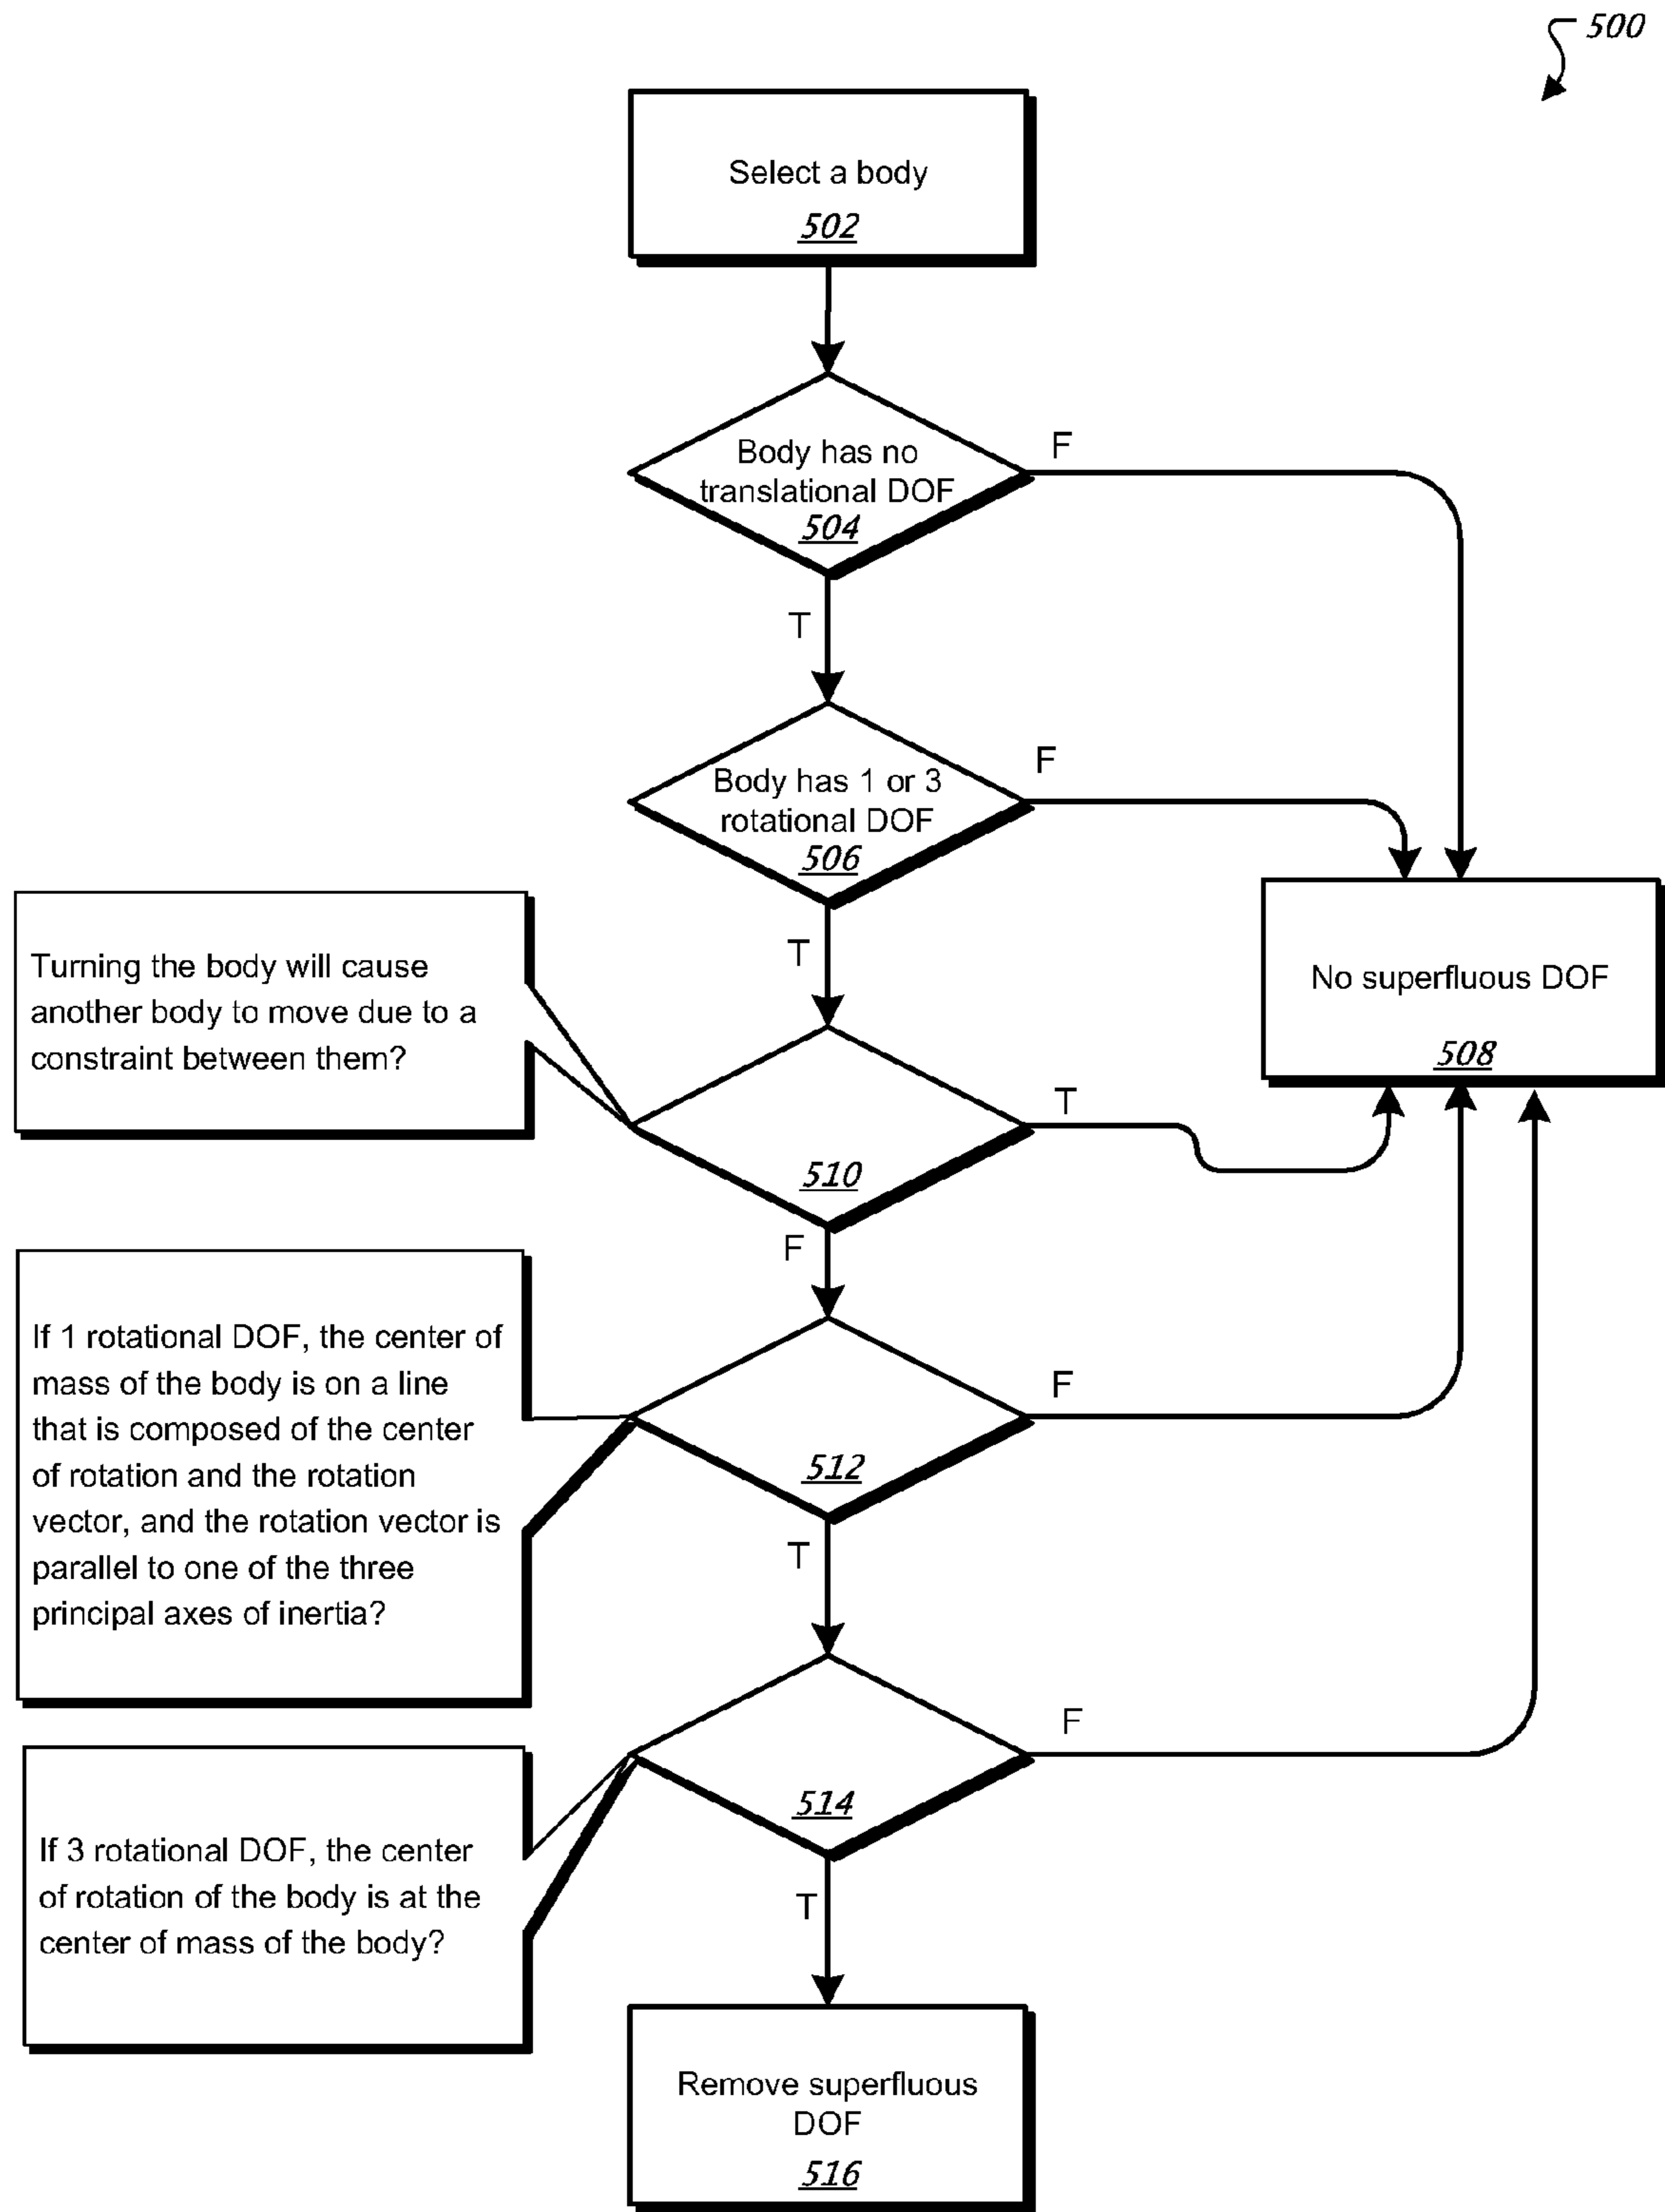 500
Select a body
502
F
Body has no
translational DOF
504
T
F
Body has 1 or 3
rotational DOF
506
T
No superfluous DOF
508
Turning the body will cause
another body to move due to a
constraint between them?
T
510
F
If 1 rotational DOF, the center of
mass of the body is on a line
that is composed of the center
of rotation and the rotation
vector, and the rotation vector is
parallel to one of the three
principal axes of inertia?
F
512
T
F
514
If 3 rotational DOF, the center
of rotation of the body is at the
center of mass of the body?
T
Remove superfluous
DOF
516